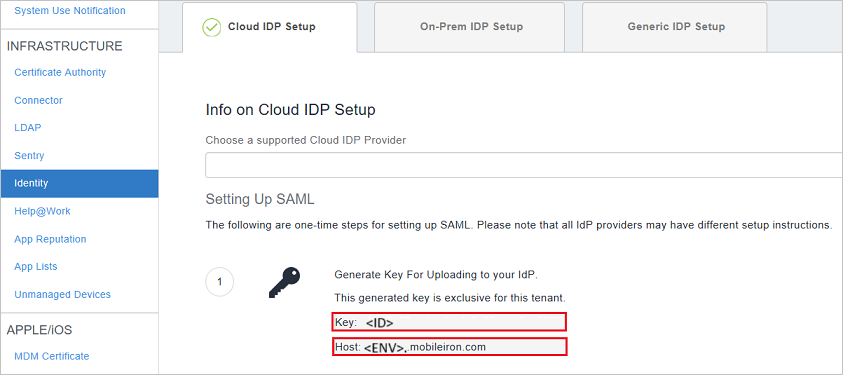 System Use Notification
INFRASTRUCTURE
Certificate Authority
Connector
LDAP
Sentry
Identity
Help@Work
App Reputation
App Lists
Unmanaged Devices
APPLE/iOS
MDM Certificate
Cloud IDP Setup
On-Prem IDP Setup
Generic IDP Setup
Info on Cloud IDP Setup
Choose a supported Cloud IDP Provider
Setting Up SAML
The following are one-time steps for setting up SAML. Please note that all IdP providers may have different setup instructions.
1
Generate Key For Uploading to your IdP.
This generated key is exclusive for this tenant.
Key: <ID>
Host: <ENV>..mobileiron.com